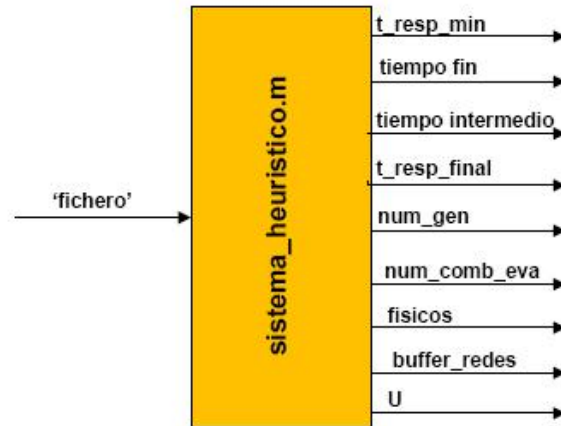 t_resp_min
tiempo fin
tiempo intermedio
t_resp_final
'fichero'
sistema_heuristico.m
num_gen
num_comb_eva
fisicos
buffer_redes
U